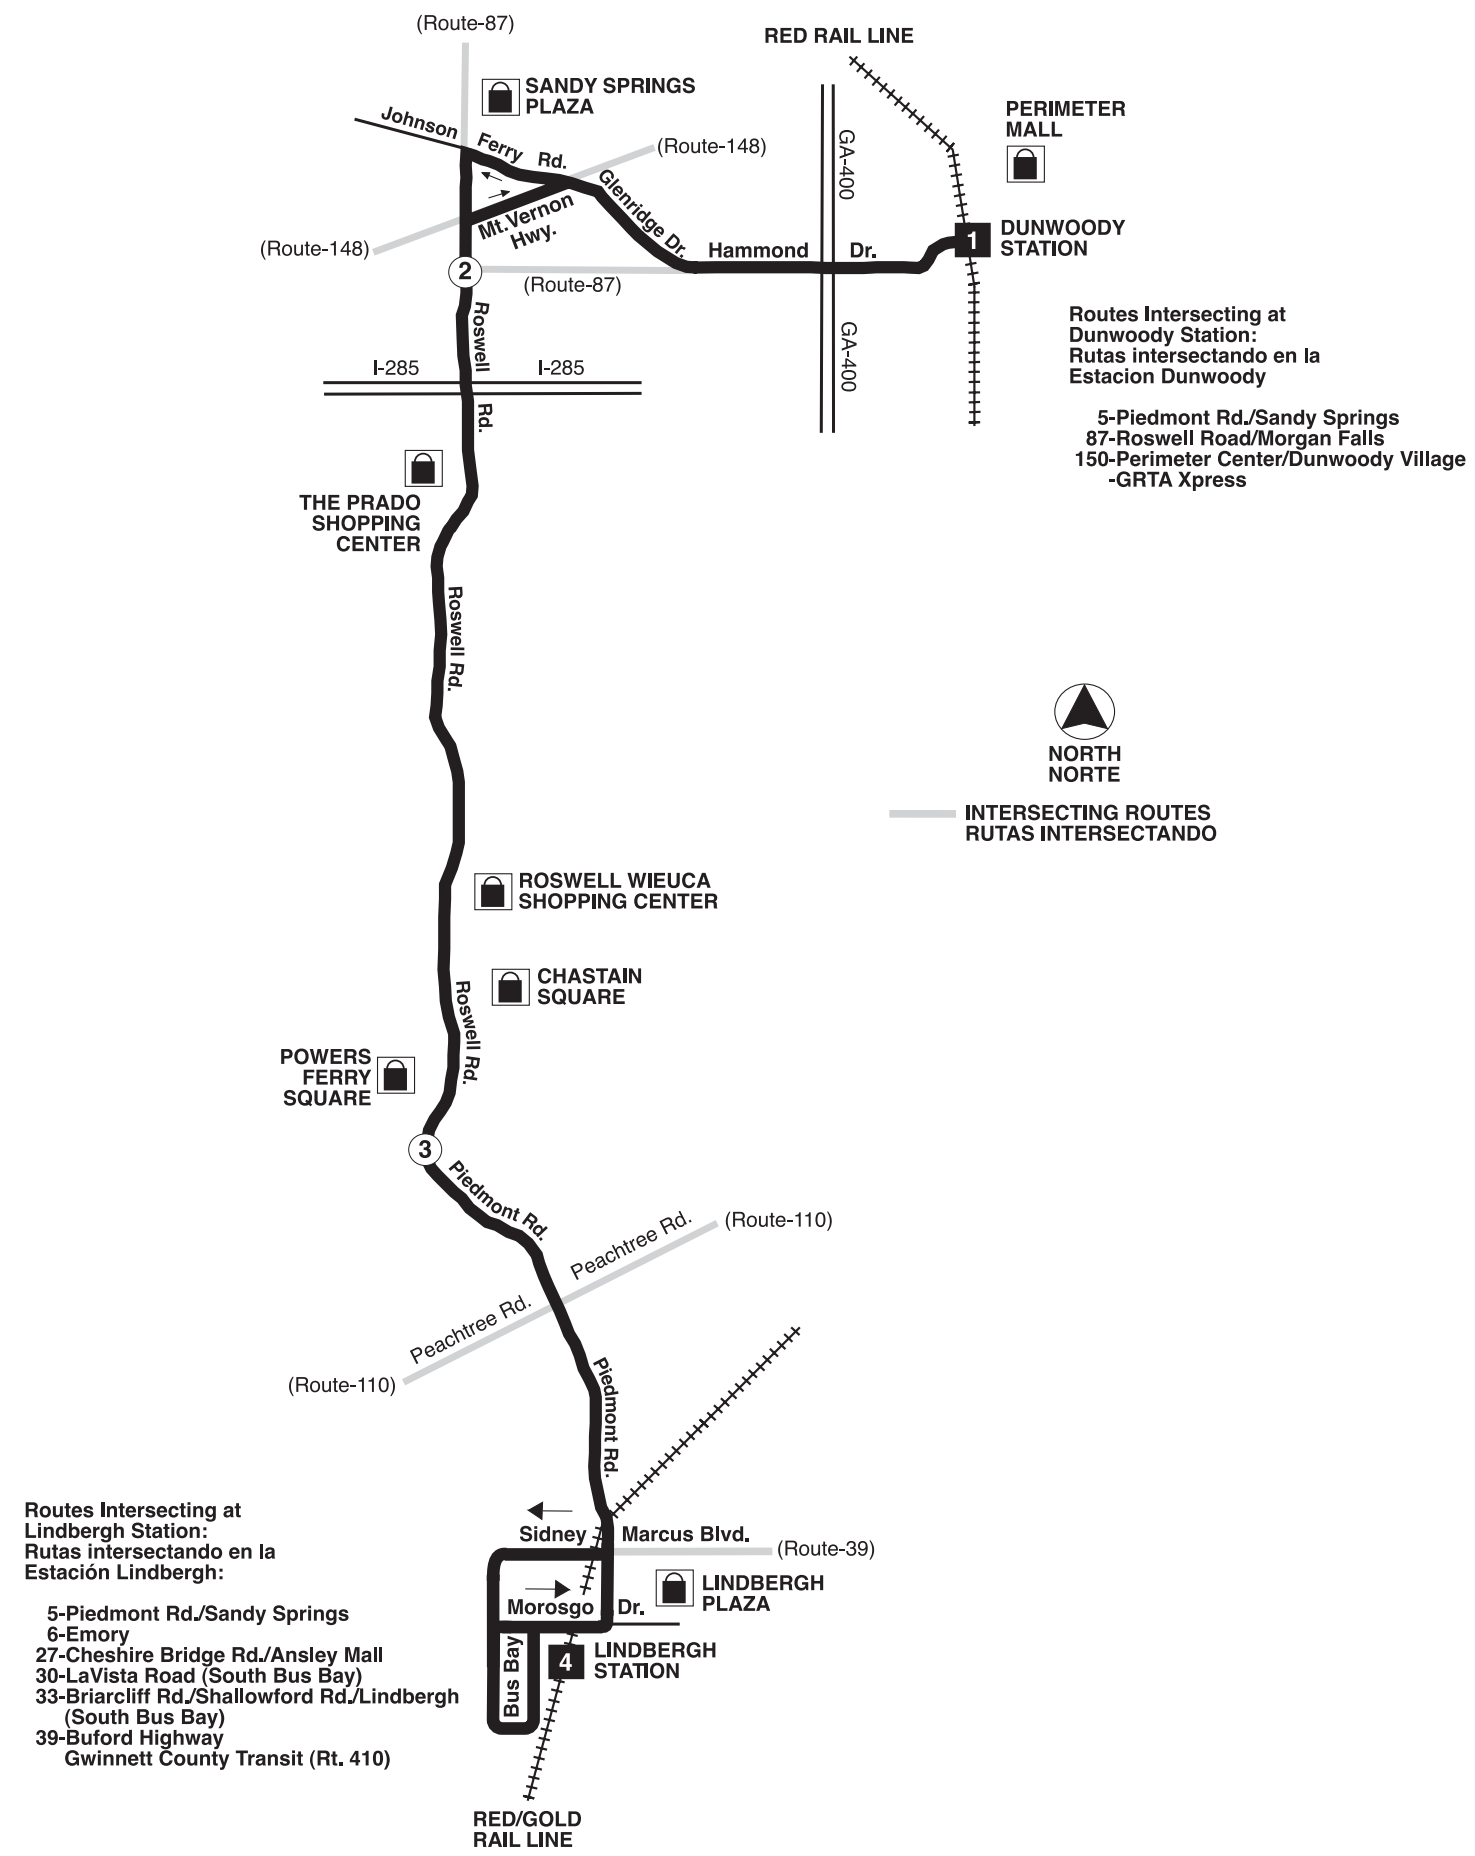 (Route-87)
RED RAIL LINE
SANDY SPRINGS
PLAZA
PERIMETER
MALL
Johnson Ferry Rd.
(Route-148)
GA-400
Glenridge Dr.
Mt.Vernon
Hwy.
(Route-148)
Hammond Dr.
1
DUNWOODY
STATION
2
(Route-87)
Roswell Rd.
GA-400
I-285
I-285
Routes Intersecting at
Dunwoody Station:
Rutas intersectando en la
Estacion Dunwoody
5-Piedmont Rd./Sandy Springs
87-Roswell Road/Morgan Falls
150-Perimeter Center/Dunwoody Village
-GRTA Xpress
THE PRADO
SHOPPING
CENTER
Roswell Rd.
NORTH
NORTE
INTERSECTING ROUTES
RUTAS INTERSECTANDO
ROSWELL WIEUCA
SHOPPING CENTER
CHASTAIN
SQUARE
Roswell Rd.
POWERS
FERRY
SQUARE
3
Piedmont Rd.
Peachtree Rd.
(Route-110)
Peachtree Rd.
(Route-110)
Piedmont Rd.
Sidney Marcus Blvd.
(Route-39)
LINDBERGH
PLAZA
Morosgo Dr.
Bus Bay
4
LINDBERGH
STATION
Routes Intersecting at
Lindbergh Station:
Rutas intersectando en la
Estación Lindbergh:
5-Piedmont Rd./Sandy Springs
6-Emory
27-Cheshire Bridge Rd./Ansley Mall
30-LaVista Road (South Bus Bay)
33-Briarcliff Rd./Shallowford Rd./Lindbergh
(South Bus Bay)
39-Buford Highway
Gwinnett County Transit (Rt. 410)
RED/GOLD
RAIL LINE